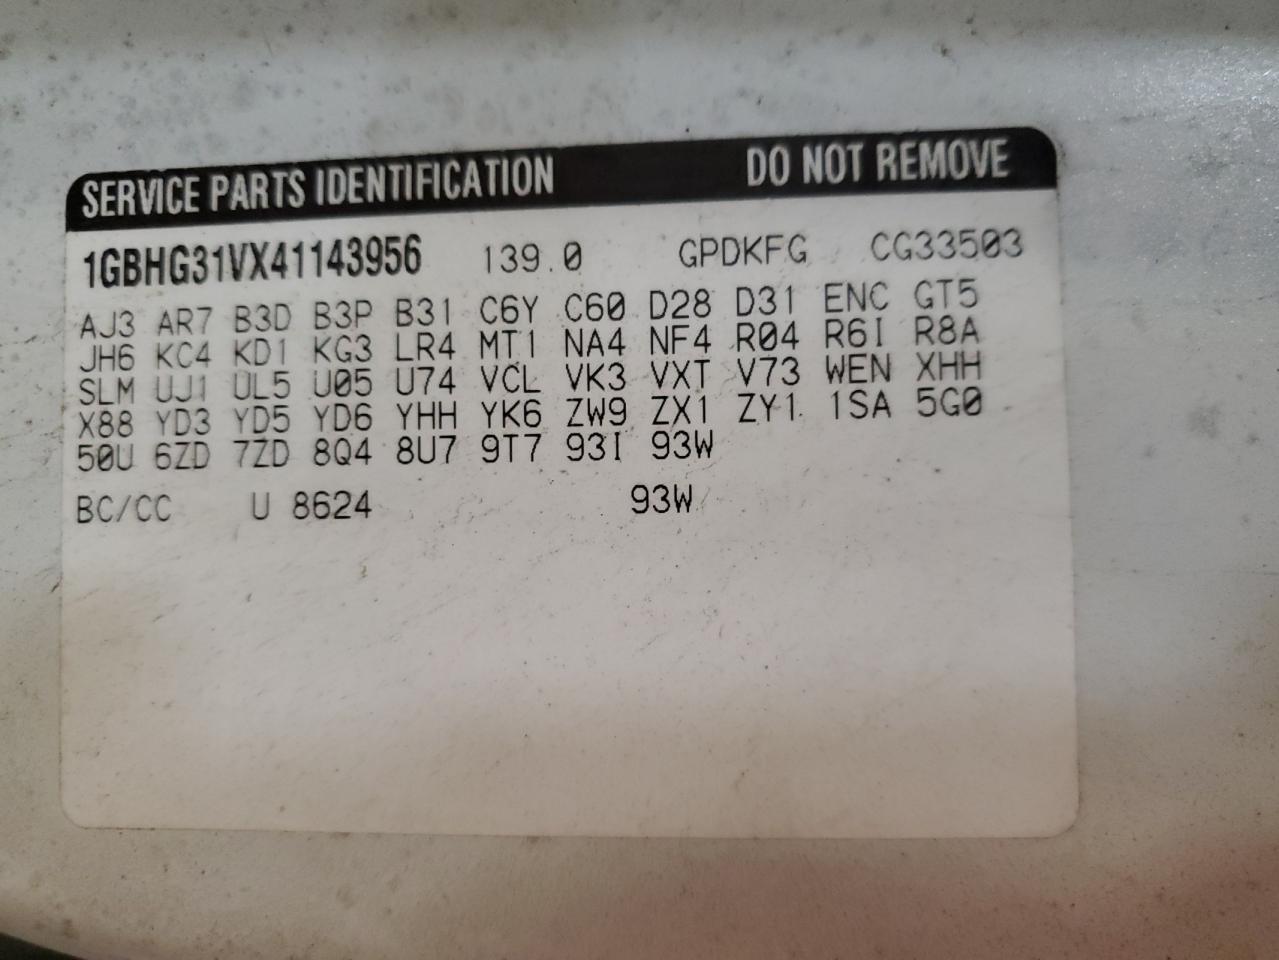 SERVICE PARTS IDENTIFICATION DO NOT REMOVE
1GBHG31VX41143956 139.0 GPDKFG CG33503
AJ3 AR7 B3D B3P B31 C6Y C60 D28 D31 ENC GT5
JH6 KC4 KD1 KG3 LR4 MT1 NA4 NF4 R04 R6I R8A
SLM UJ1 UL5 U05 U74 VCL VK3 VXT V73 WEN XHH
X88 YD3 YD5 YD6 YHH YK6 ZW9 ZX1 ZY1 1SA 5G0
50U 6ZD 7ZD 8Q4 8U7 9T7 93I 93W
BC/CC U 8624 93W